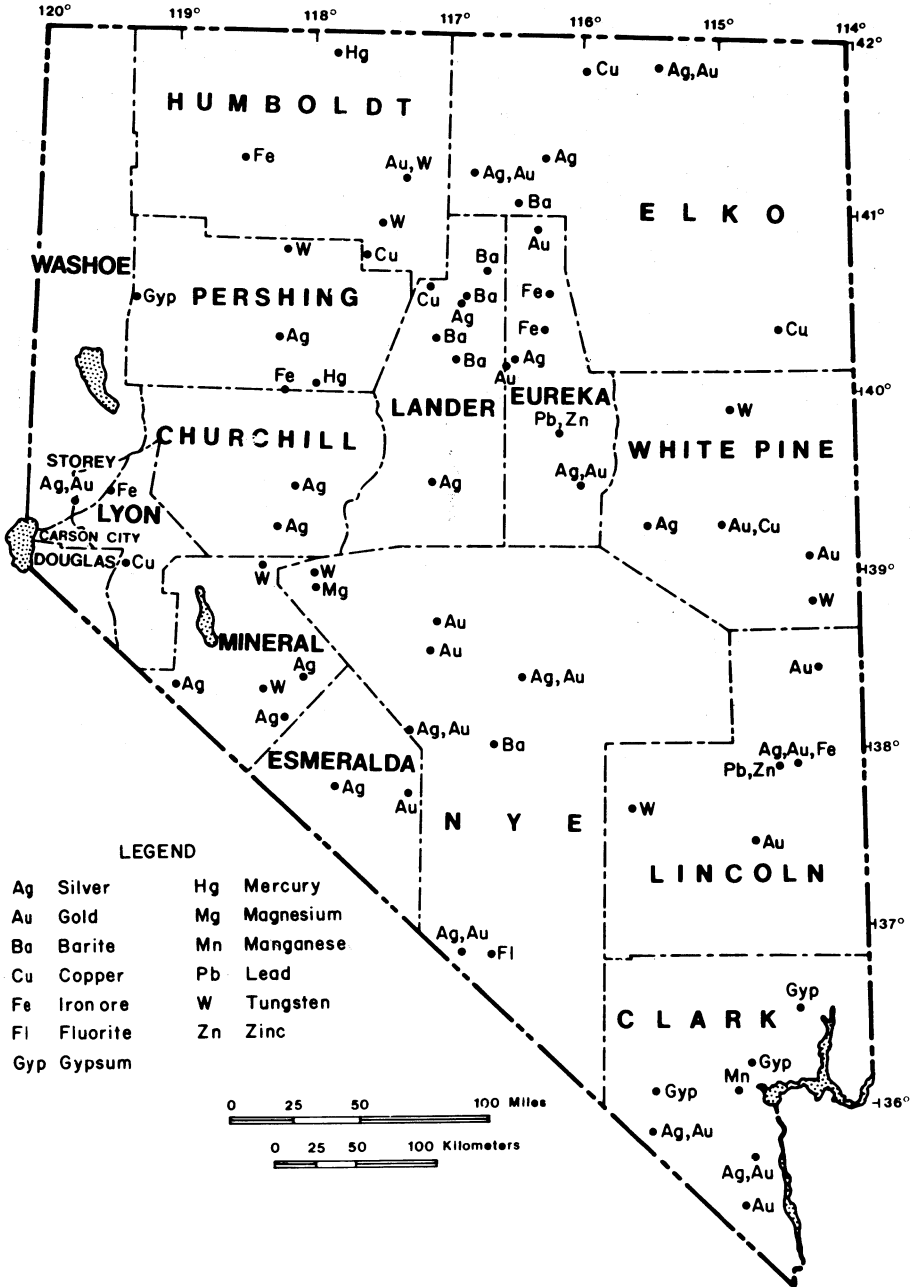 120° 119° 118° 117° 116° 115° 114°
42°
Hg
Cu
Ag,Au
HUMBOLDT
Fe
Au,W
Ag,Au
Ag
Ba
ELKO
41°
W
Au
W
Cu
WASHOE
Ba
PERSHING
Gyp
Cu
Ba
Fe
Ag
Ag
Ba
Fe
Cu
Ba
Ag
Au
Fe
Hg
40°
LANDER
EUREKA
W
Pb,Zn
CHURCHILL
WHITE PINE
STOREY
Ag,Au
Fe
Ag
Ag
Ag,Au
LYON
Ag
Ag
Au,Cu
CARSON CITY
DOUGLAS
Cu
W
W
Au
39°
Mg
W
Au
MINERAL
Au
Ag
Au
Ag
W
Ag,Au
Ag
Ag,Au
Ba
38°
ESMERALDA
Ag,Au,Fe
Pb,Zn
Ag
Au
W
NYE
Au
LINCOLN
37°
Ag,Au
Fl
Gyp
CLARK
Gyp
Mn
Gyp
36°
Ag,Au
Ag,Au
Au
LEGEND
Ag Silver
Au Gold
Ba Barite
Cu Copper
Fe Iron ore
Fl Fluorite
Gyp Gypsum
Hg Mercury
Mg Magnesium
Mn Manganese
Pb Lead
W Tungsten
Zn Zinc
0 25 50 100 Miles
0 25 50 100 Kilometers